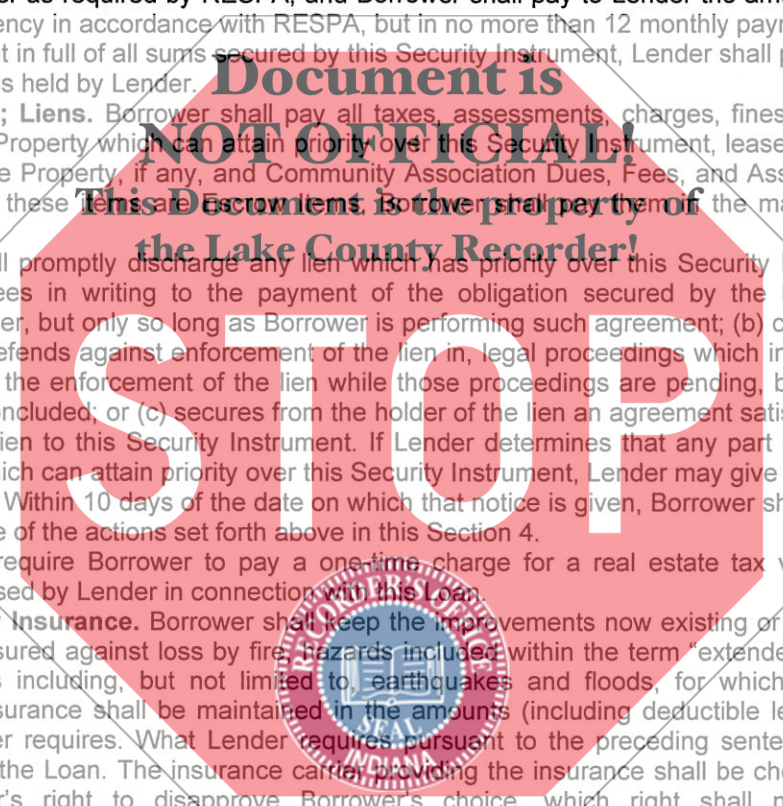 er as required by RESPA, and Borrower shall pay to Lender the am
ency in accordance with RESPA, but in no more than 12 monthly payn
t in full of all sums secured by this Security Instrument, Lender shall p
s held by Lender.
Document is
; Liens. Borrower shall pay all taxes, assessments, charges, fines
NOT OFFICIAL!
Property which can attain priority over this Security Instrument, lease
e Property, if any, and Community Association Dues, Fees, and Ass
This Document is the property of
these items are Escrow Items, Borrower shall pay them in the ma
the Lake County Recorder!
ll promptly discharge any lien which has priority over this Security
ees in writing to the payment of the obligation secured by the
er, but only so long as Borrower is performing such agreement; (b) c
efends against enforcement of the lien in, legal proceedings which in
the enforcement of the lien while those proceedings are pending, b
oncluded; or (c) secures from the holder of the lien an agreement satis
ien to this Security Instrument. If Lender determines that any part
ich can attain priority over this Security Instrument, Lender may give
STOP
Within 10 days of the date on which that notice is given, Borrower sh
e of the actions set forth above in this Section 4.
require Borrower to pay a one-time charge for a real estate tax v
sed by Lender in connection with this Loan.
Insurance. Borrower shall keep the improvements now existing or
sured against loss by fire, hazards included within the term “extende
s including, but not limited to, earthquakes and floods, for which
surance shall be maintained in the amounts (including deductible le
er requires. What Lender requires pursuant to the preceding sente
the Loan. The insurance carrier providing the insurance shall be cho
r's right to disapprove Borrower's choice, which right shall n
RECORDER'S OFFICE
SEAL
INDIANA